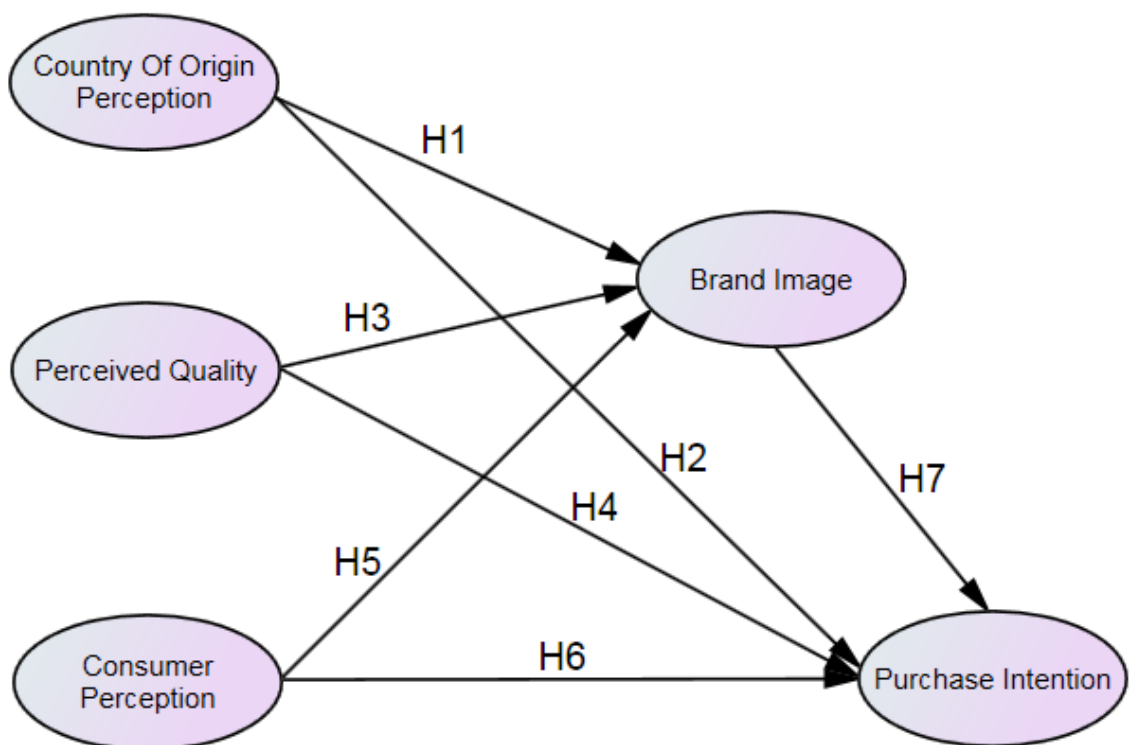 Country Of Origin
Perception
H1
Brand Image
H3
Perceived Quality
H2
H7
H4
H5
H6
Consumer
Perception
Purchase Intention